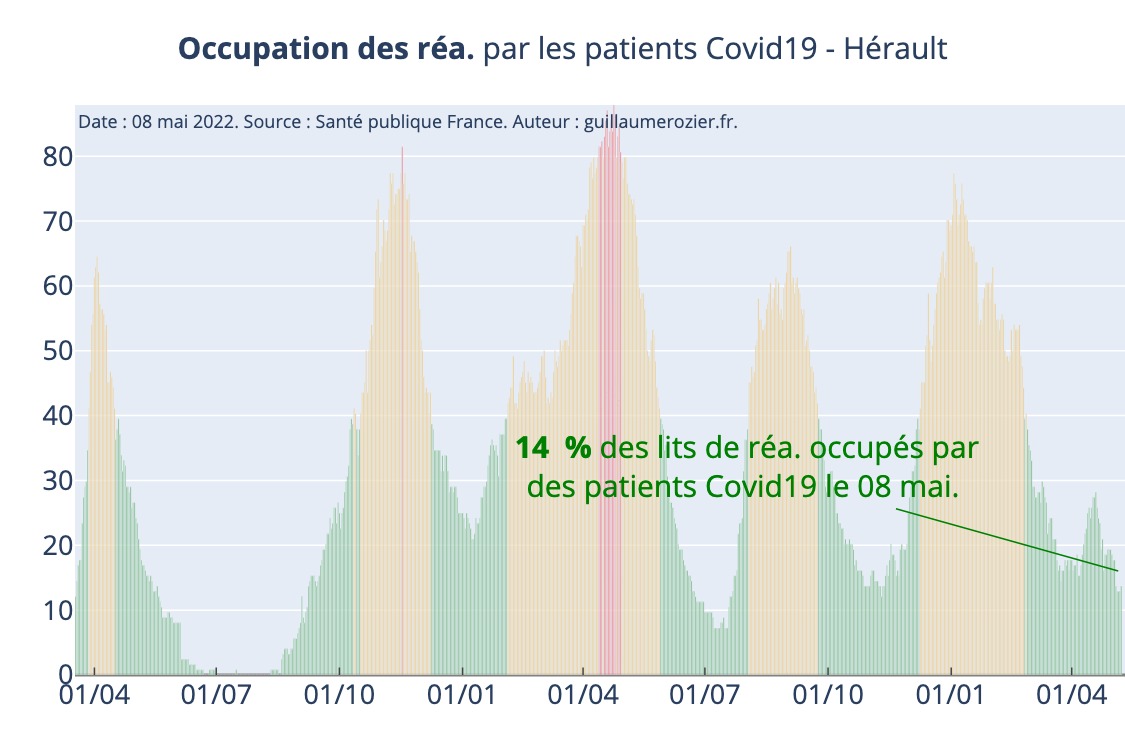 Occupation des réa. par les patients Covid19 - Hérault
Date : 08 mai 2022. Source : Santé publique France. Auteur : guillaumerozier.fr.
80
70
60
50
40
30
20
10
0
14  % des lits de réa. occupés par
des patients Covid19 le 08 mai.
01/04 01/07 01/10 01/01 01/04 01/07 01/10 01/01 01/04